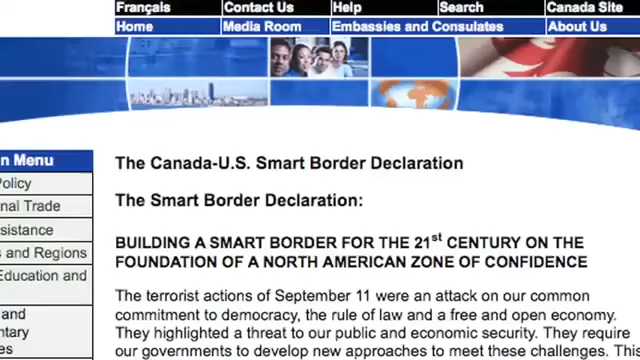 Français Contact Us Help Search Canada Site
Home Media Room Embassies and Consulates About Us
n Menu
olicy
nal Trade
sistance
s and Regions
Education and
and
ntary
es
The Canada-U.S. Smart Border Declaration
The Smart Border Declaration:
BUILDING A SMART BORDER FOR THE 21st CENTURY ON THE
FOUNDATION OF A NORTH AMERICAN ZONE OF CONFIDENCE
The terrorist actions of September 11 were an attack on our common
commitment to democracy, the rule of law and a free and open economy.
They highlighted a threat to our public and economic security. They require
our governments to develop new approaches to meet these challenges. This